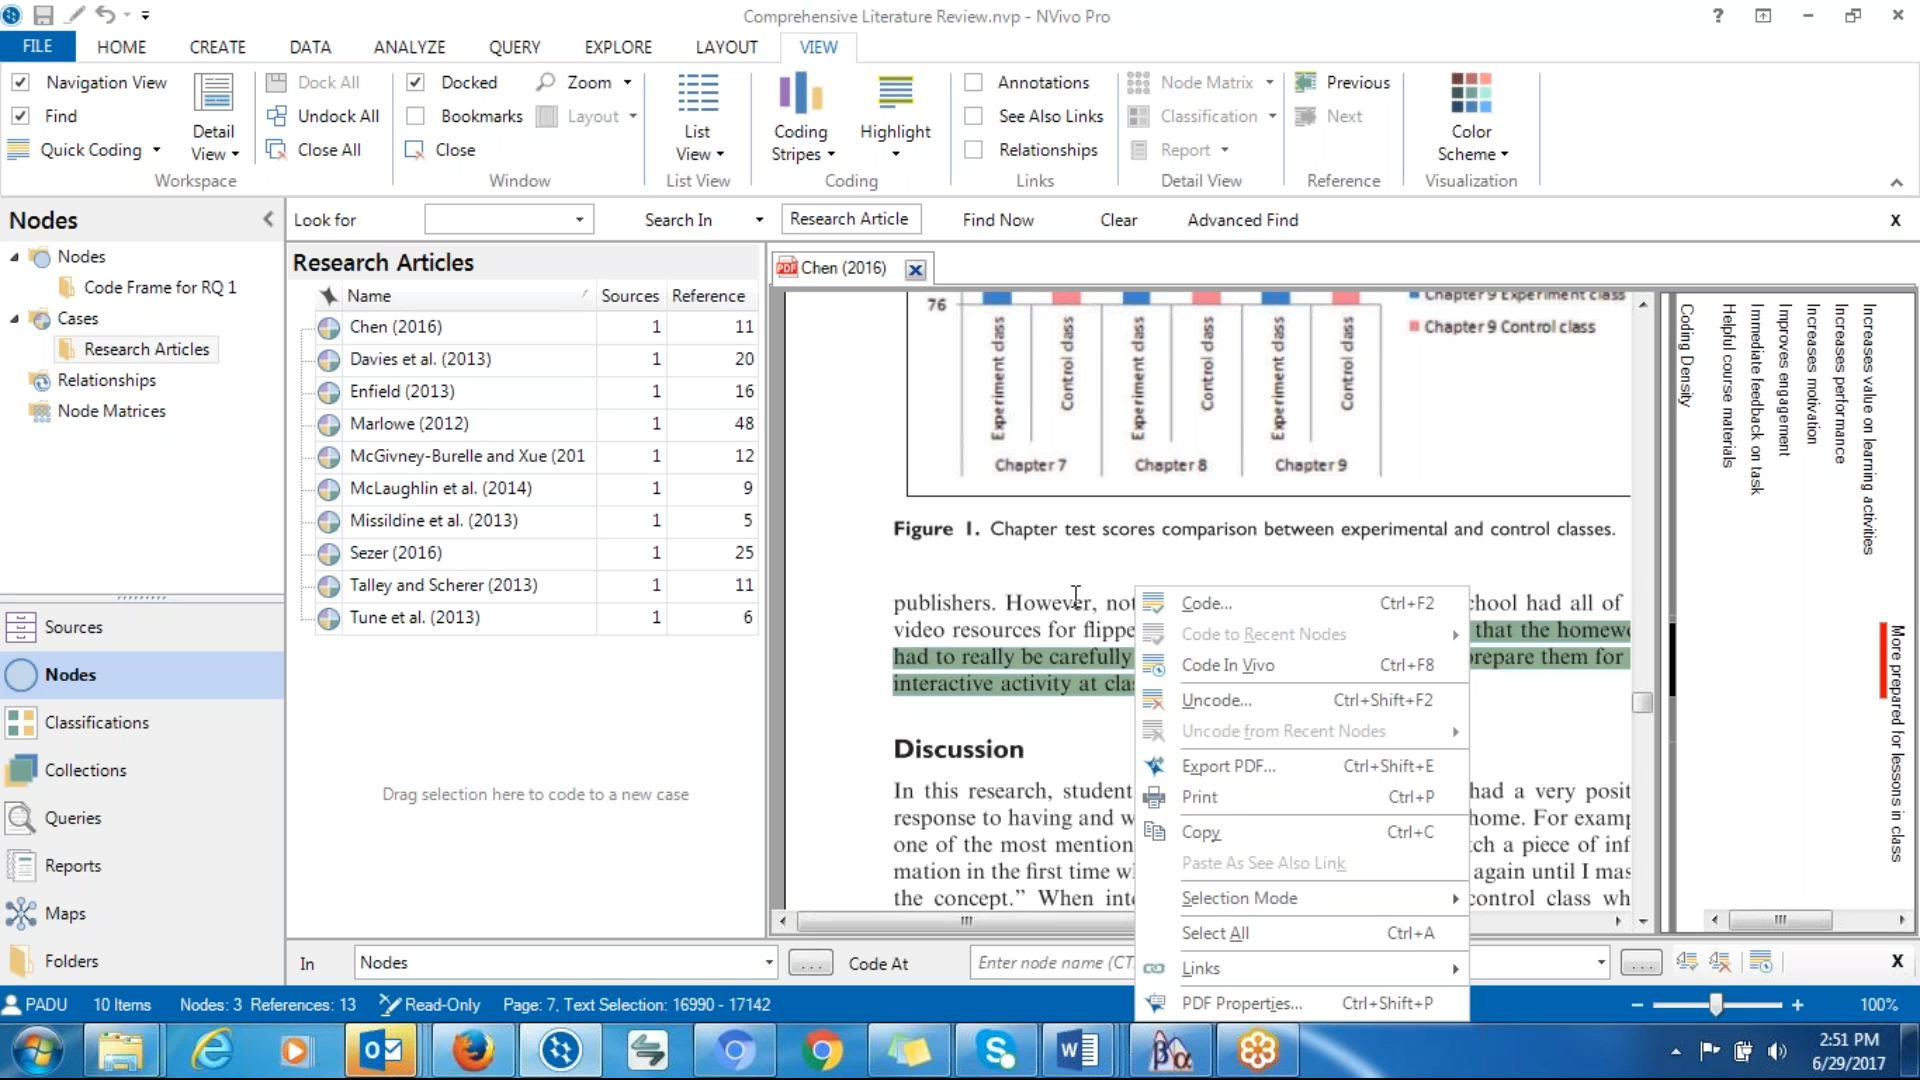 Comprehensive Literature Review.nvp - NVivo Pro
?
FILE HOME CREATE DATA ANALYZE QUERY EXPLORE LAYOUT VIEW
Navigation View
Find
Quick Coding
Detail
View
Dock All
Undock All
Close All
Workspace
Docked
Bookmarks
Close
Zoom
Layout
Window
List
View
List View
Coding
Stripes
Highlight
Coding
Annotations
See Also Links
Relationships
Links
Node Matrix
Classification
Report
Detail View
Previous
Next
Reference
Color
Scheme
Visualization
Nodes
Look for
Search In
Research Article
Find Now
Clear
Advanced Find
X
Nodes
Code Frame for RQ 1
Cases
Research Articles
Relationships
Node Matrices
Sources
Nodes
Classifications
Collections
Queries
Reports
Maps
Folders
Research Articles
Name Sources Reference
Chen (2016) 1 11
Davies et al. (2013) 1 20
Enfield (2013) 1 16
Marlowe (2012) 1 48
McGivney-Burelle and Xue (201 1 12
McLaughlin et al. (2014) 1 9
Missildine et al. (2013) 1 5
Sezer (2016) 1 25
Talley and Scherer (2013) 1 11
Tune et al. (2013) 1 6
Drag selection here to code to a new case
PDF Chen (2016)
76
Experiment class
Control class
Experiment class
Control class
Experiment class
Control class
Chapter 7
Chapter 8
Chapter 9
Chapter 9 Experiment class
Chapter 9 Control class
Figure 1. Chapter test scores comparison between experimental and control classes.
publishers. However, not
video resources for flippe
that the homew
had to really be carefully
prepare them for
interactive activity at cla
chool had all of
Discussion
In this research, student
had a very posit
response to having and w
home. For examp
one of the most mention
ch a piece of inf
mation in the first time w
again until I mas
the concept.” When inte
control class wh
Code... Ctrl+F2
Code to Recent Nodes
Code In Vivo Ctrl+F8
Uncode... Ctrl+Shift+F2
Uncode from Recent Nodes
Export PDF... Ctrl+Shift+E
Print Ctrl+P
Copy Ctrl+C
Paste As See Also Link
Selection Mode
Select All Ctrl+A
Links
PDF Properties... Ctrl+Shift+P
Coding Density
Helpful course materials
Immediate feedback on task
Improves engagement
Increases motivation
Increases performance
Increases value on learning activities
More prepared for lessons in class
In
Nodes
...
Code At
Enter node name (CT
...
X
PADU
10 Items
Nodes: 3 References: 13
Read-Only
Page: 7, Text Selection: 16990 - 17142
100%
2:51 PM
6/29/2017